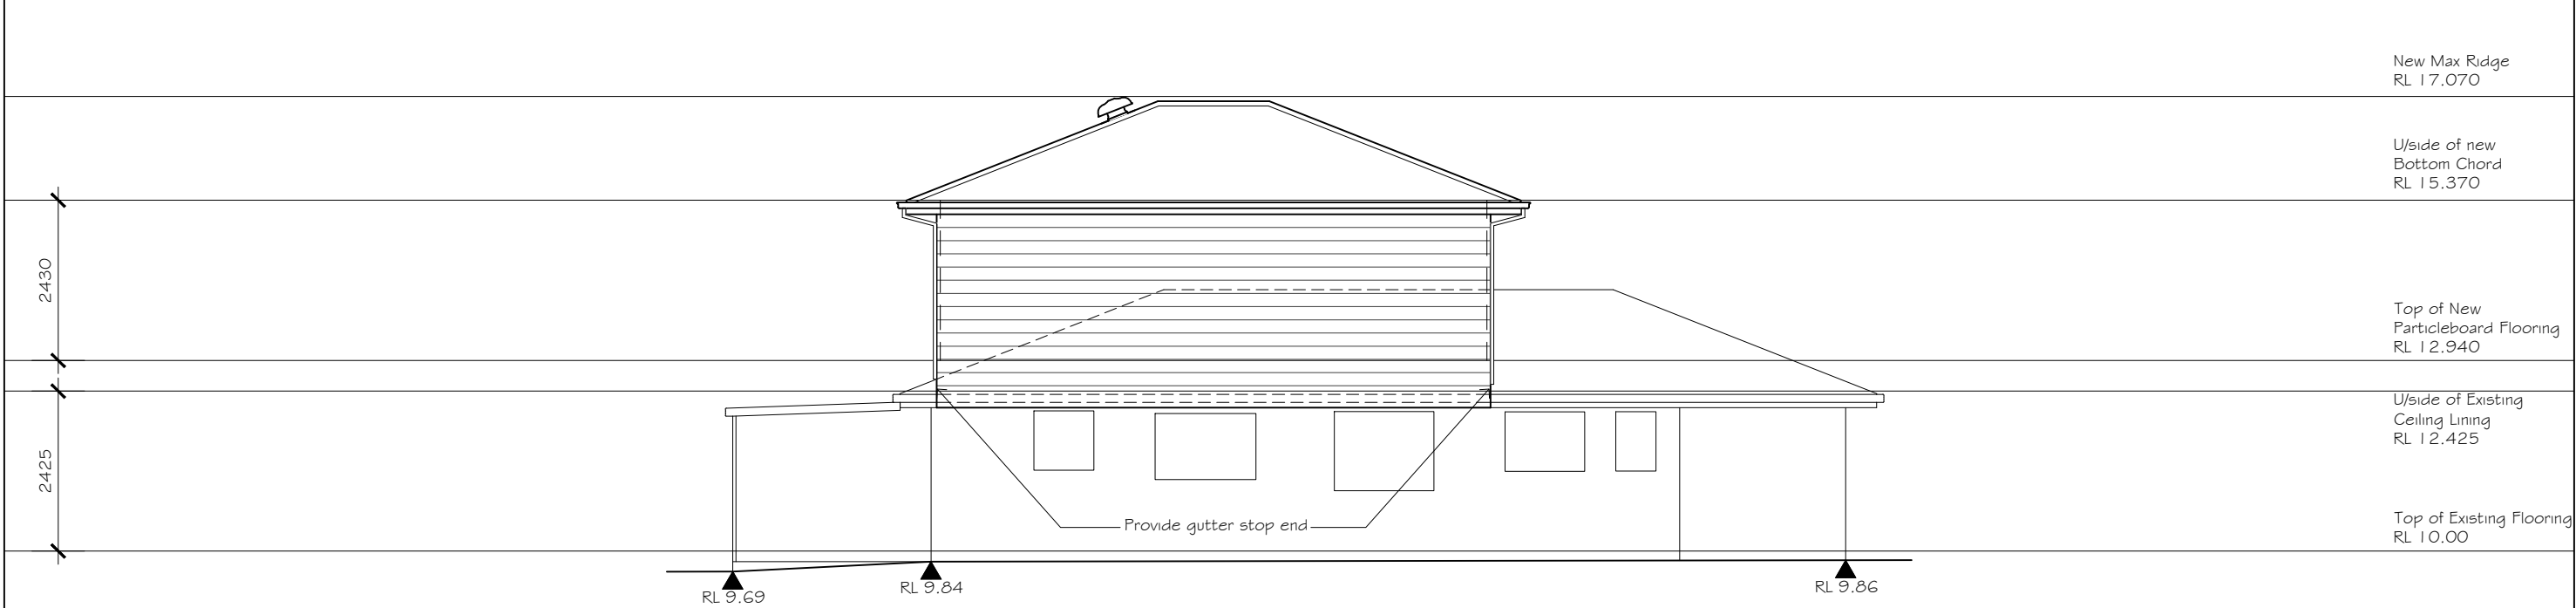 New Max Ridge
RL 17.070
U/side of new
Bottom Chord
RL 15.370
2430
Top of New
Particleboard Flooring
RL 12.940
U/side of Existing
Ceiling Lining
RL 12.425
2425
Provide gutter stop end
Top of Existing Flooring
RL 10.00
RL 9.69
RL 9.84
RL 9.86